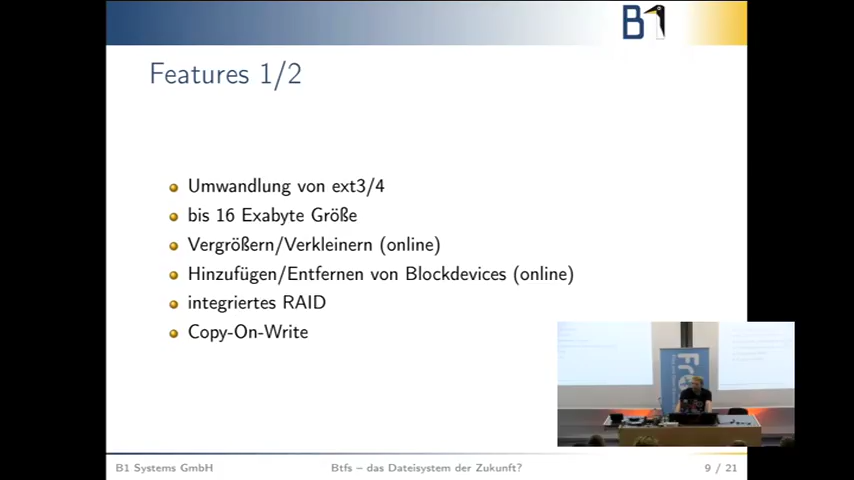 B1
Features 1/2
Umwandlung von ext3/4
bis 16 Exabyte Größe
Vergrößern/Verkleinern (online)
Hinzufügen/Entfernen von Blockdevices (online)
integriertes RAID
Copy-On-Write
Fro
B1 Systems GmbH
Btfs – das Dateisystem der Zukunft?
9 / 21